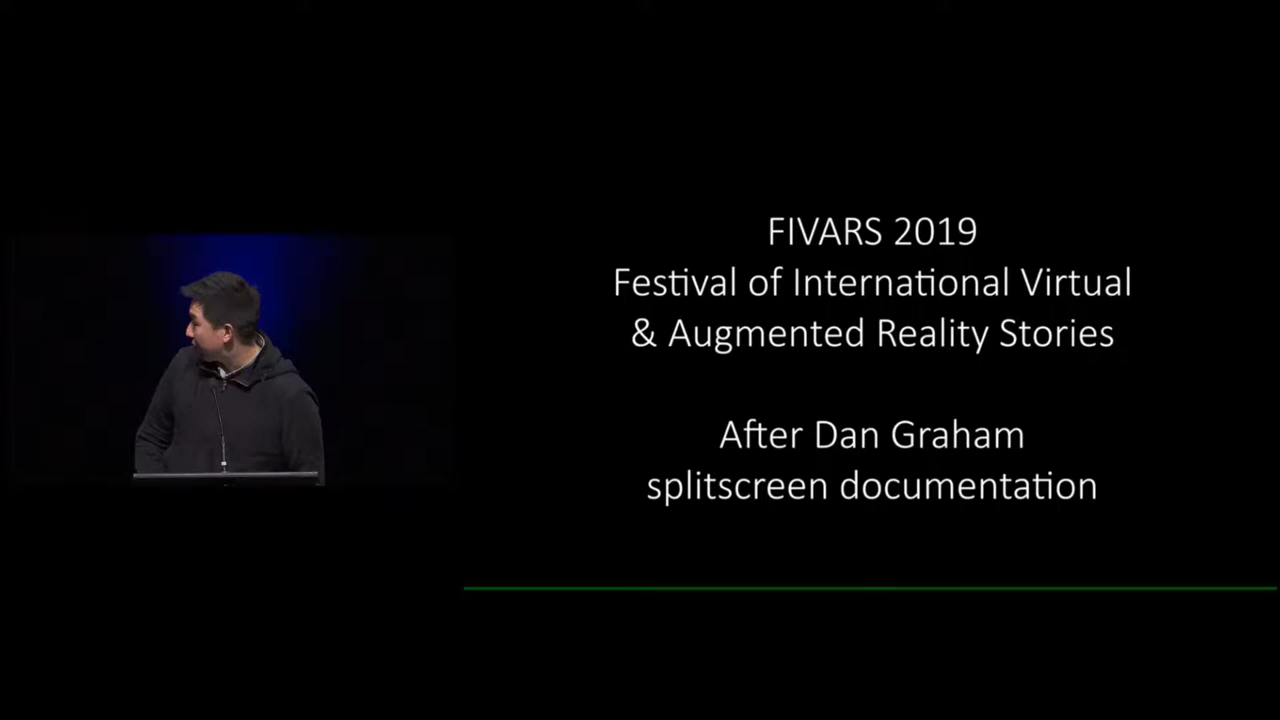 FIVARS 2019
Festival of International Virtual
& Augmented Reality Stories
After Dan Graham
splitscreen documentation